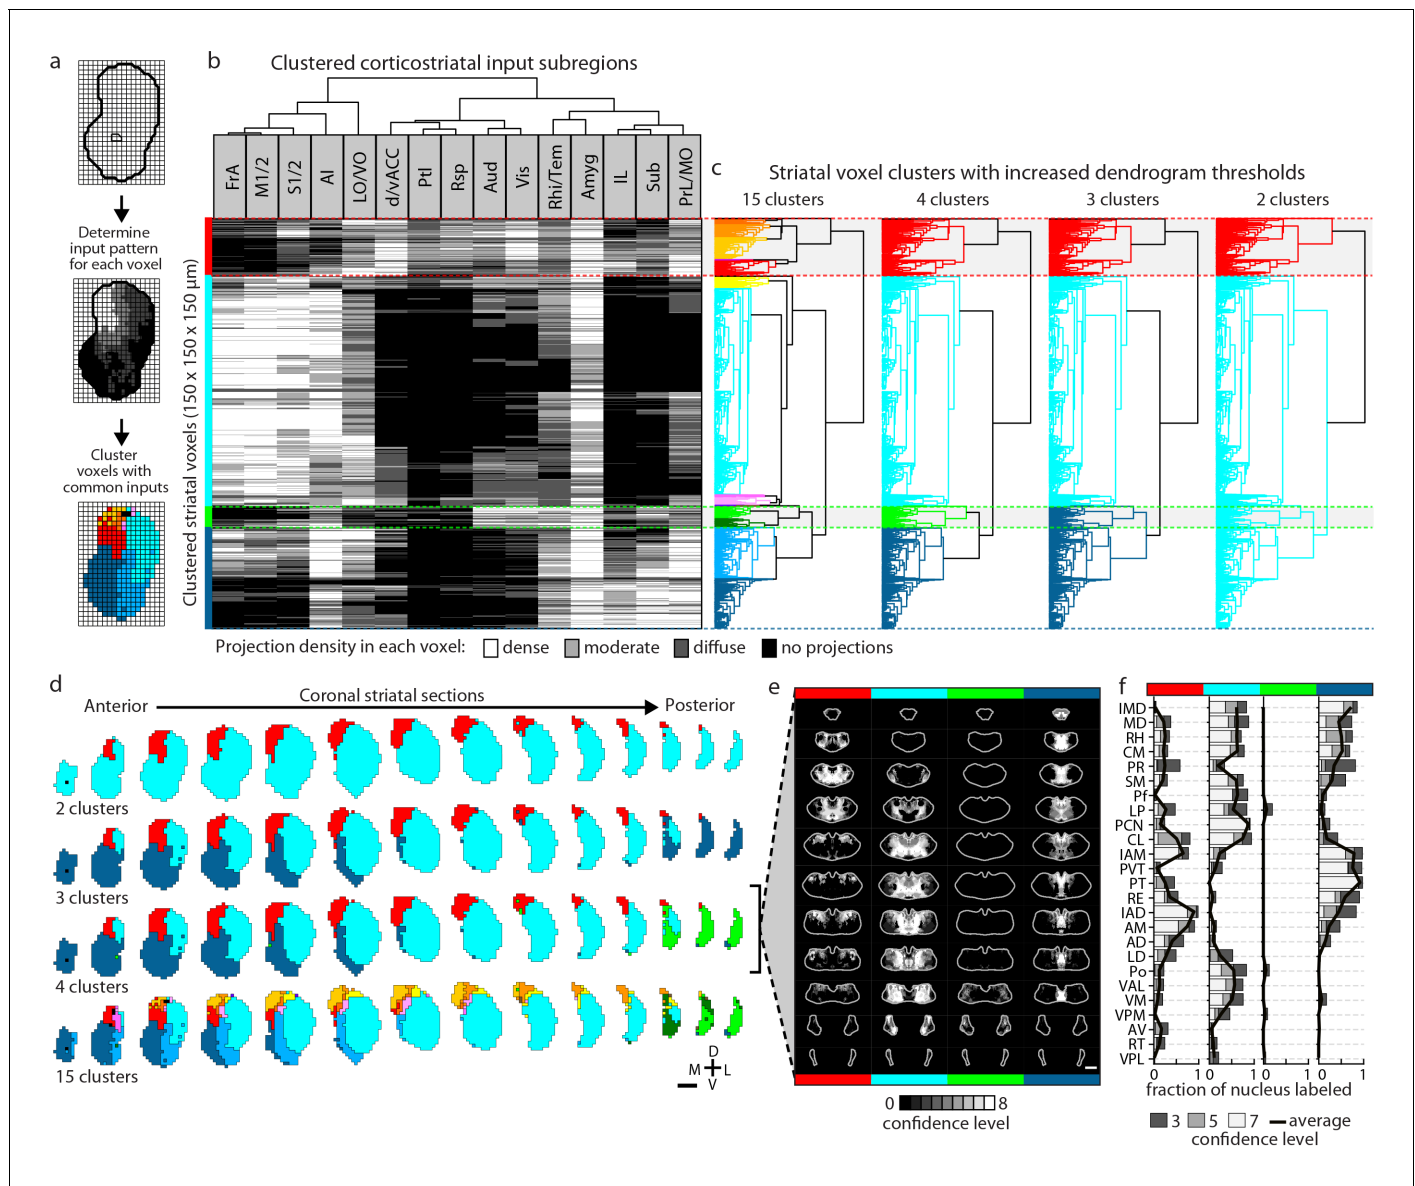 a
Determine
input pattern
for each voxel
Cluster
voxels with
common inputs
b
Clustered corticostriatal input subregions
FrA
M1/2
S1/2
AI
LO/VO
d/vACC
Ptl
Rsp
Aud
Vis
Rhi/Tem
Amyg
IL
Sub
PrL/MO
Clustered striatal voxels (150 x 150 x 150 µm)
Projection density in each voxel: dense moderate diffuse no projections
c
Striatal voxel clusters with increased dendrogram thresholds
15 clusters 4 clusters 3 clusters 2 clusters
d
Coronal striatal sections
Anterior Posterior
2 clusters
3 clusters
4 clusters
15 clusters
D
M L
V
e
0 8
confidence level
f
IMD
MD
RH
CM
PR
SM
Pf
LP
PCN
CL
IAM
PVT
PT
RE
IAD
AM
AD
LD
Po
VAL
VM
VPM
AV
RT
VPL
0 1 0 1 0 1 0 1
fraction of nucleus labeled
3 5 7 average
confidence level